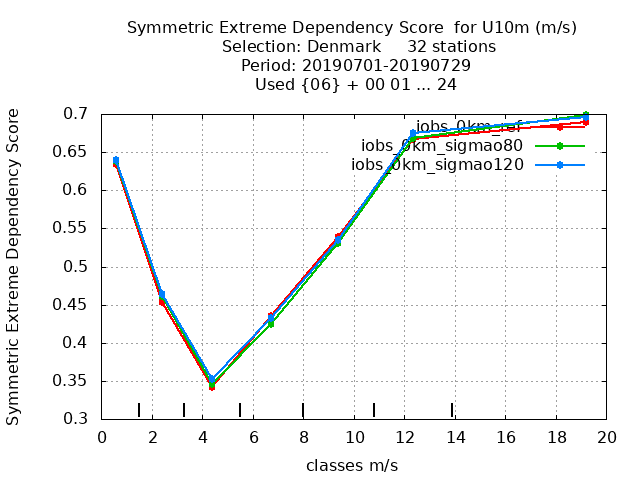 Symmetric Extreme Dependency Score  for U10m (m/s)
Selection: Denmark     32 stations
Period: 20190701-20190729
Used {06} + 00 01 ... 24
Symmetric Extreme Dependency Score
0.7
0.65
0.6
0.55
0.5
0.45
0.4
0.35
0.3
iobs_0km_ref
iobs_0km_sigmao80
iobs_0km_sigmao120
0 2 4 6 8 10 12 14 16 18 20
classes m/s